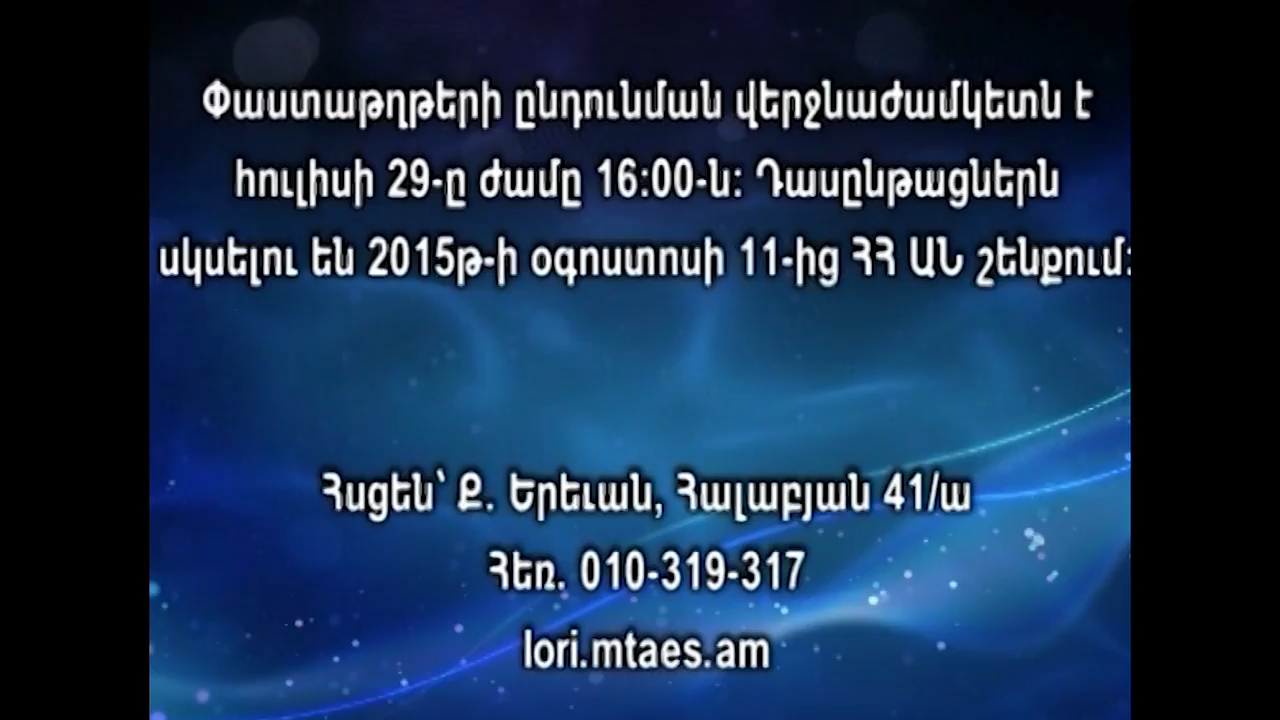 Փաստաթղթերի ընդունման վերջնաժամկետն է
հուլիսի 29-ը ժամը 16:00-ն: Դասընթացներն
սկսելու են 2015թ-ի օգոստոսի 11-ից ՀՀ ԱՆ շենքում:
Հսցեն՝ Ք. Երեւան, Հալաբյան 41/ա
Հեռ. 010-319-317
lori.mtaes.am